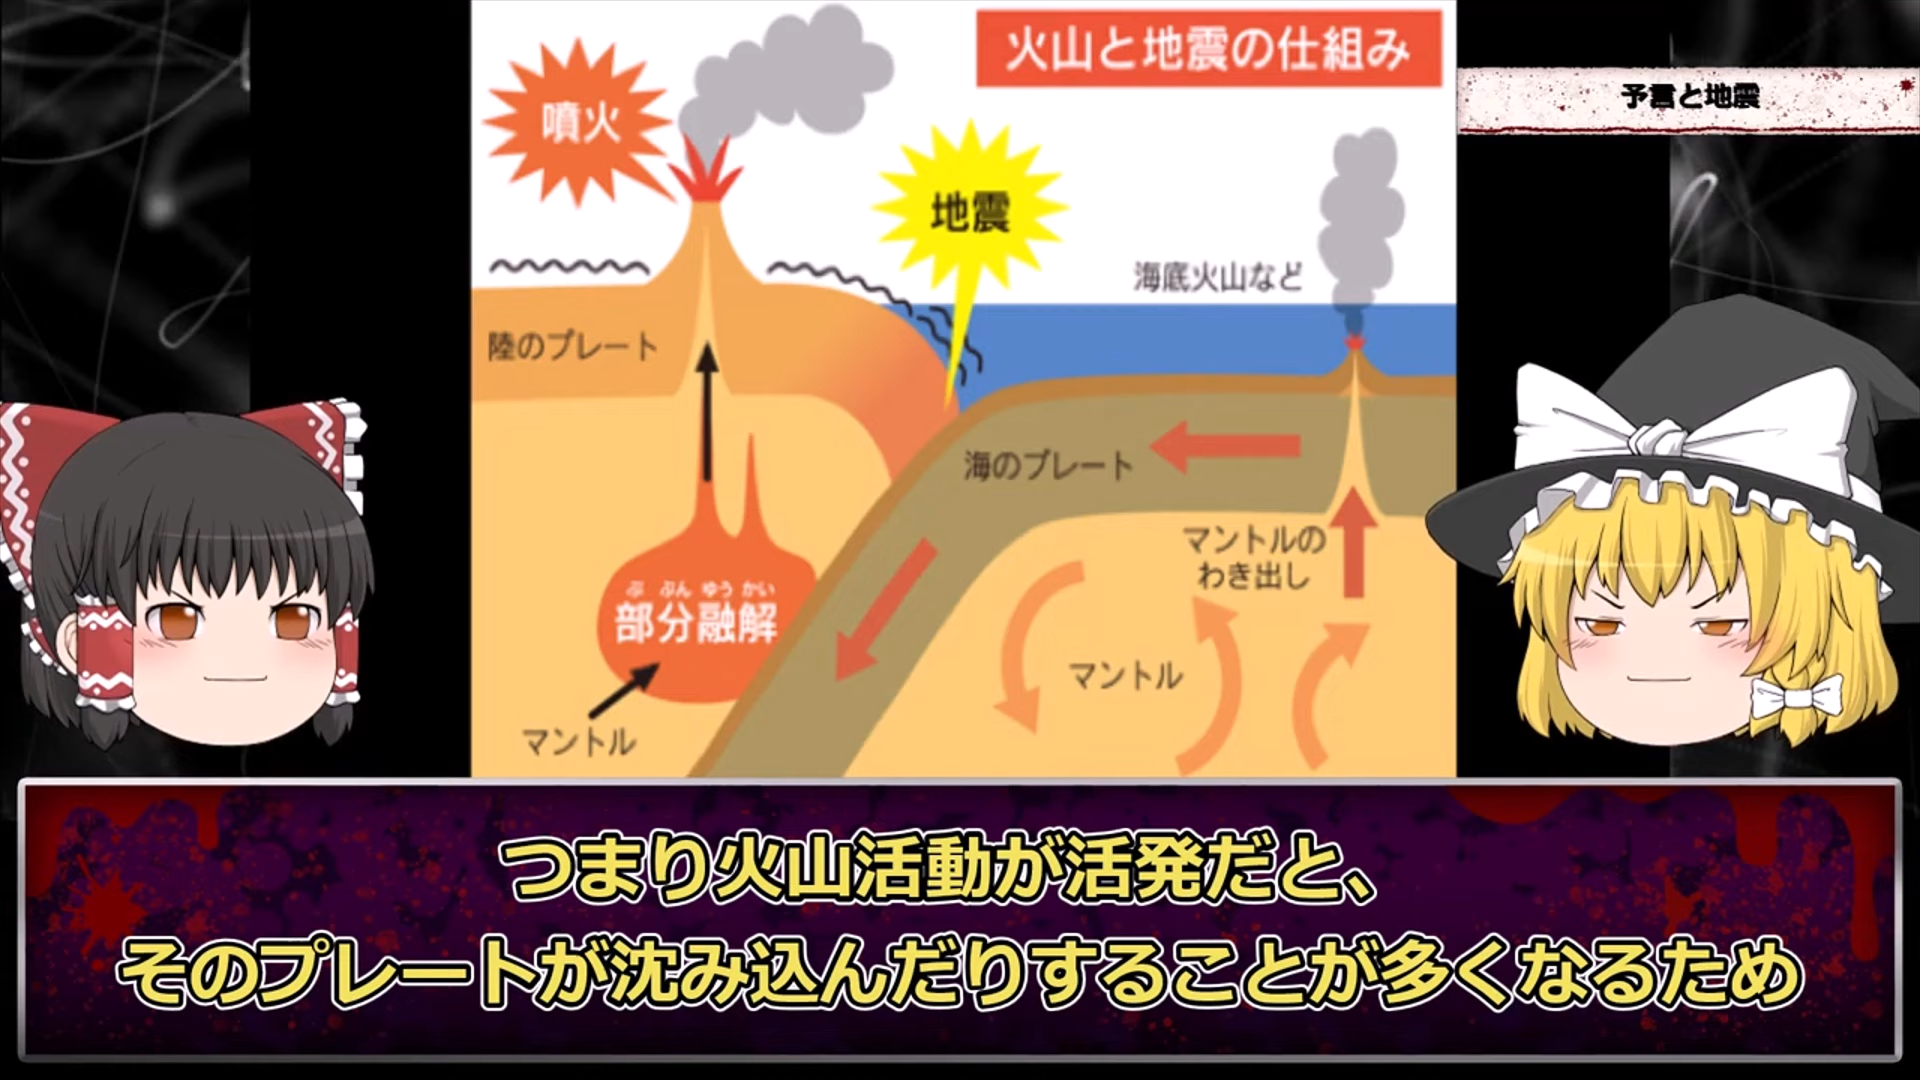 火山と地震の仕組み
予言と地震
噴火
地震
海底火山など
陸のプレート
海のプレート
マントルの
わき出し
ぶ ぶん ゆう かい
部分融解
マントル
マントル
つまり火山活動が活発だと、
そのプレートが沈み込んだりすることが多くなるため